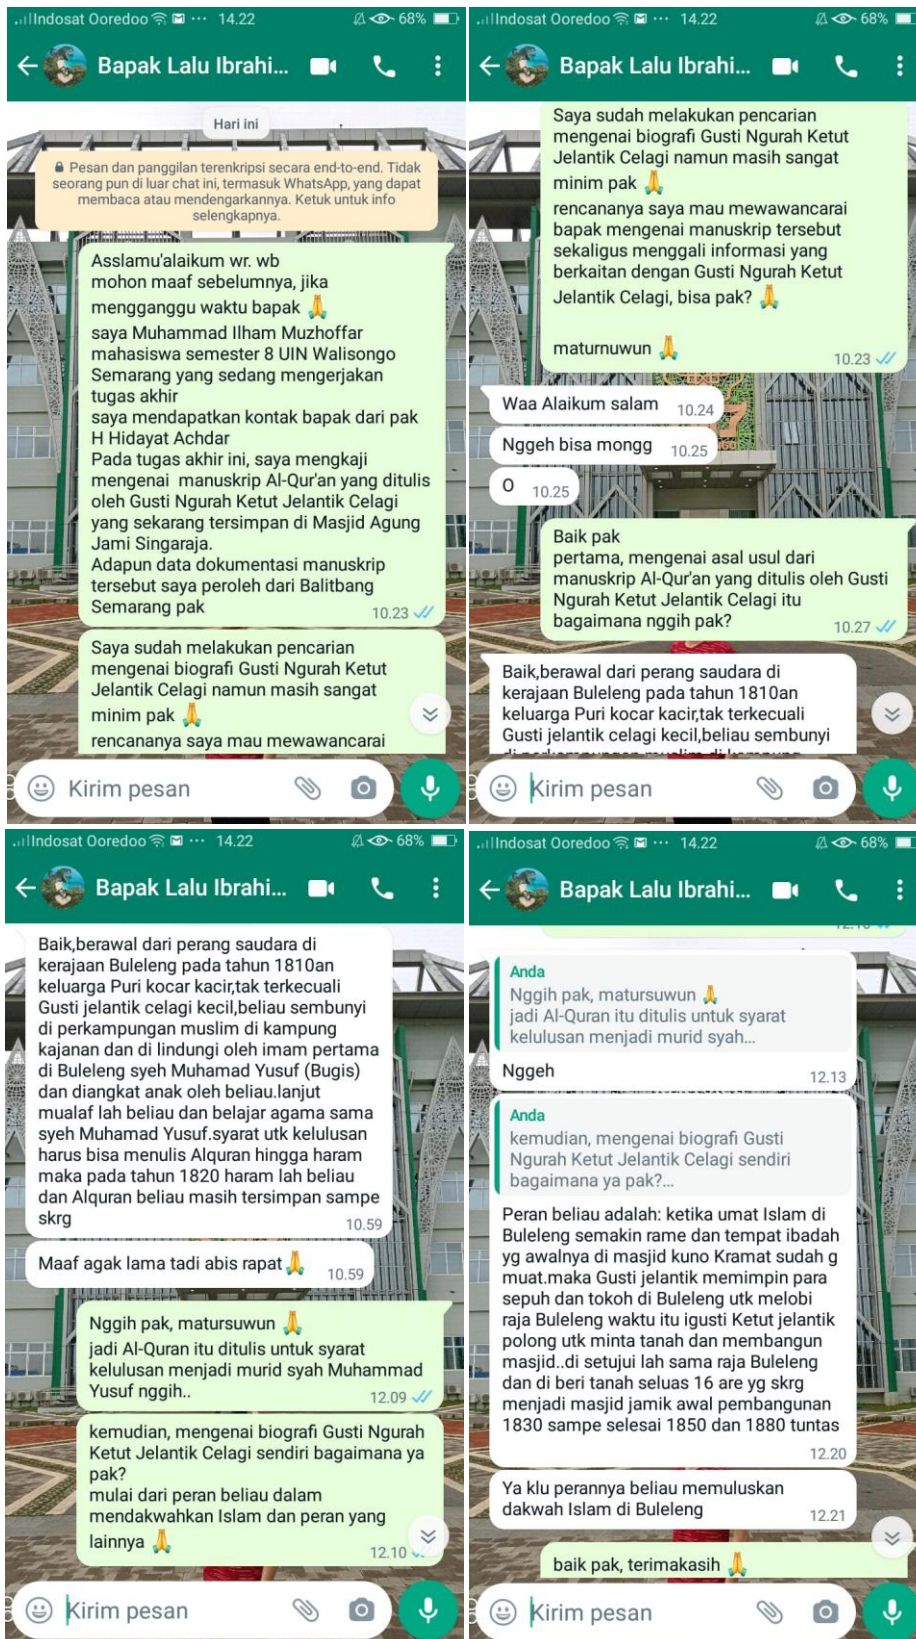 Indosat Ooredoo 14.22 68%
Bapak Lalu Ibrahi...
Hari ini
Pesan dan panggilan terenkripsi secara end-to-end. Tidak
seorang pun di luar chat ini, termasuk WhatsApp, yang dapat
membaca atau mendengarkannya. Ketuk untuk info
selengkapnya.
Asslamu'alaikum wr. wb
mohon maaf sebelumnya, jika
mengganggu waktu bapak 🙏
saya Muhammad Ilham Muzhoffar
mahasiswa semester 8 UIN Walisongo
Semarang yang sedang mengerjakan
tugas akhir
saya mendapatkan kontak bapak dari pak
H Hidayat Achdar
Pada tugas akhir ini, saya mengkaji
mengenai manuskrip Al-Qur'an yang ditulis
oleh Gusti Ngurah Ketut Jelantik Celagi
yang sekarang tersimpan di Masjid Agung
Jami Singaraja.
Adapun data dokumentasi manuskrip
tersebut saya peroleh dari Balitbang
Semarang pak
10.23
Saya sudah melakukan pencarian
mengenai biografi Gusti Ngurah Ketut
Jelantik Celagi namun masih sangat
minim pak 🙏
rencananya saya mau mewawancarai
Kirim pesan
Indosat Ooredoo 14.22 68%
Bapak Lalu Ibrahi...
Saya sudah melakukan pencarian
mengenai biografi Gusti Ngurah Ketut
Jelantik Celagi namun masih sangat
minim pak 🙏
rencananya saya mau mewawancarai
bapak mengenai manuskrip tersebut
sekaligus menggali informasi yang
berkaitan dengan Gusti Ngurah Ketut
Jelantik Celagi, bisa pak? 🙏
maturnuwun 🙏
10.23
Waa Alaikum salam 10.24
Nggeh bisa mongg 10.25
O 10.25
Baik pak
pertama, mengenai asal usul dari
manuskrip Al-Qur'an yang ditulis oleh Gusti
Ngurah Ketut Jelantik Celagi itu
bagaimana nggih pak?
10.27
Baik,berawal dari perang saudara di
kerajaan Buleleng pada tahun 1810an
keluarga Puri kocar kacir,tak terkecuali
Gusti jelantik celagi kecil,beliau sembunyi
Kirim pesan
Indosat Ooredoo 14.22 68%
Bapak Lalu Ibrahi...
Baik,berawal dari perang saudara di
kerajaan Buleleng pada tahun 1810an
keluarga Puri kocar kacir,tak terkecuali
Gusti jelantik celagi kecil,beliau sembunyi
di perkampungan muslim di kampung
kajanan dan di lindungi oleh imam pertama
di Buleleng syeh Muhamad Yusuf (Bugis)
dan diangkat anak oleh beliau.lanjut
mualaf lah beliau dan belajar agama sama
syeh Muhamad Yusuf.syarat utk kelulusan
harus bisa menulis Alquran hingga haram
maka pada tahun 1820 haram lah beliau
dan Alquran beliau masih tersimpan sampe
skrg
10.59
Maaf agak lama tadi abis rapat 🙏 10.59
Nggih pak, matursuwun 🙏
jadi Al-Quran itu ditulis untuk syarat
kelulusan menjadi murid syah Muhammad
Yusuf nggih..
12.09
kemudian, mengenai biografi Gusti Ngurah
Ketut Jelantik Celagi sendiri bagaimana ya
pak?
mulai dari peran beliau dalam
mendakwahkan Islam dan peran yang
lainnya 🙏
12.10
Kirim pesan
Indosat Ooredoo 14.22 68%
Bapak Lalu Ibrahi...
Anda
Nggih pak, matursuwun 🙏
jadi Al-Quran itu ditulis untuk syarat
kelulusan menjadi murid syah...
Nggeh
12.13
Anda
kemudian, mengenai biografi Gusti
Ngurah Ketut Jelantik Celagi sendiri
bagaimana ya pak?...
Peran beliau adalah: ketika umat Islam di
Buleleng semakin rame dan tempat ibadah
yg awalnya di masjid kuno Kramat sudah g
muat.maka Gusti jelantik memimpin para
sepuh dan tokoh di Buleleng utk melobi
raja Buleleng waktu itu igusti Ketut jelantik
polong utk minta tanah dan membangun
masjid..di setujui lah sama raja Buleleng
dan di beri tanah seluas 16 are yg skrg
menjadi masjid jamik awal pembangunan
1830 sampe selesai 1850 dan 1880 tuntas
12.20
Ya klu perannya beliau memuluskan
dakwah Islam di Buleleng
12.21
baik pak, terimakasih 🙏
Kirim pesan